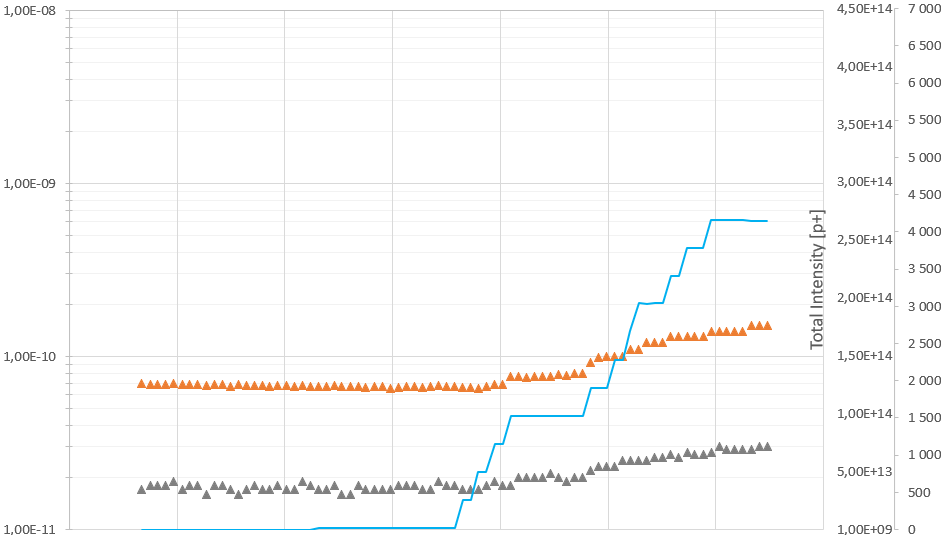 1,00E-08
1,00E-09
1,00E-10
1,00E-11
Total Intensity [p+]
4,50E+14
4,00E+14
3,50E+14
3,00E+14
2,50E+14
2,00E+14
1,50E+14
1,00E+14
5,00E+13
1,00E+09
7 000
6 500
6 000
5 500
5 000
4 500
4 000
3 500
3 000
2 500
2 000
1 500
1 000
500
0